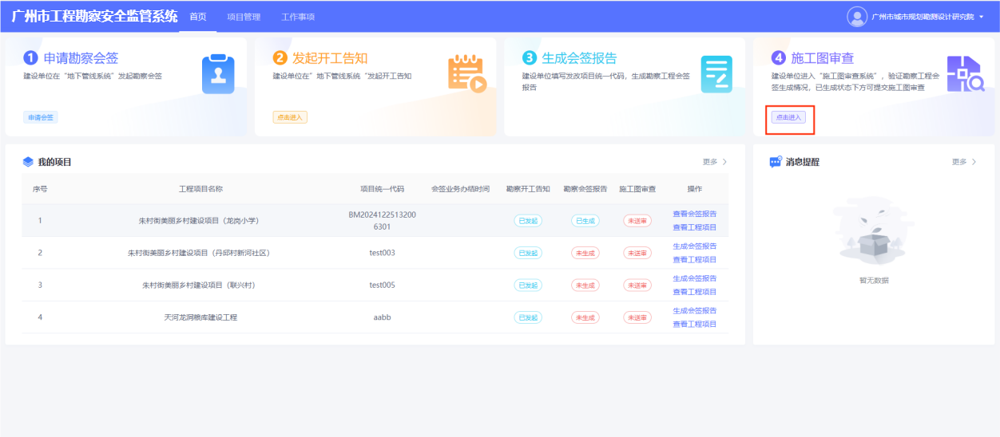 广州市工程勘察安全监管系统 首页 项目管理 工作事项 广州市城市规划勘测设计研究院
1 申请勘察会签
建设单位在“地下管线系统”发起勘察会签
申请会签
2 发起开工告知
建设单位在”地下管线系统“发起开工告知
点击进入
3 生成会签报告
建设单位填写发改项目统一代码，生成勘察工程会签
报告
4 施工图审查
建设单位进入“施工图审查系统”，验证勘察工程会
签生成情况，已生成状态下方可提交施工图审查
点击进入
我的项目 更多
序号 工程项目名称 项目统一代码 会签业务办结时间 勘察开工告知 勘察会签报告 施工图审查 操作
1 朱村街美丽乡村建设项目（龙岗小学） BM2024122513200 已发起 已生成 未送审 查看会签报告
6301 查看工程项目
2 朱村街美丽乡村建设项目（丹邱村新河社区） test003 已发起 未生成 未送审 生成会签报告
查看工程项目
3 朱村街美丽乡村建设项目（联兴村） test005 已发起 未生成 未送审 生成会签报告
查看工程项目
4 天河龙洞粮库建设工程 aabb 已发起 未生成 未送审 生成会签报告
查看工程项目
消息提醒 更多
暂无数据